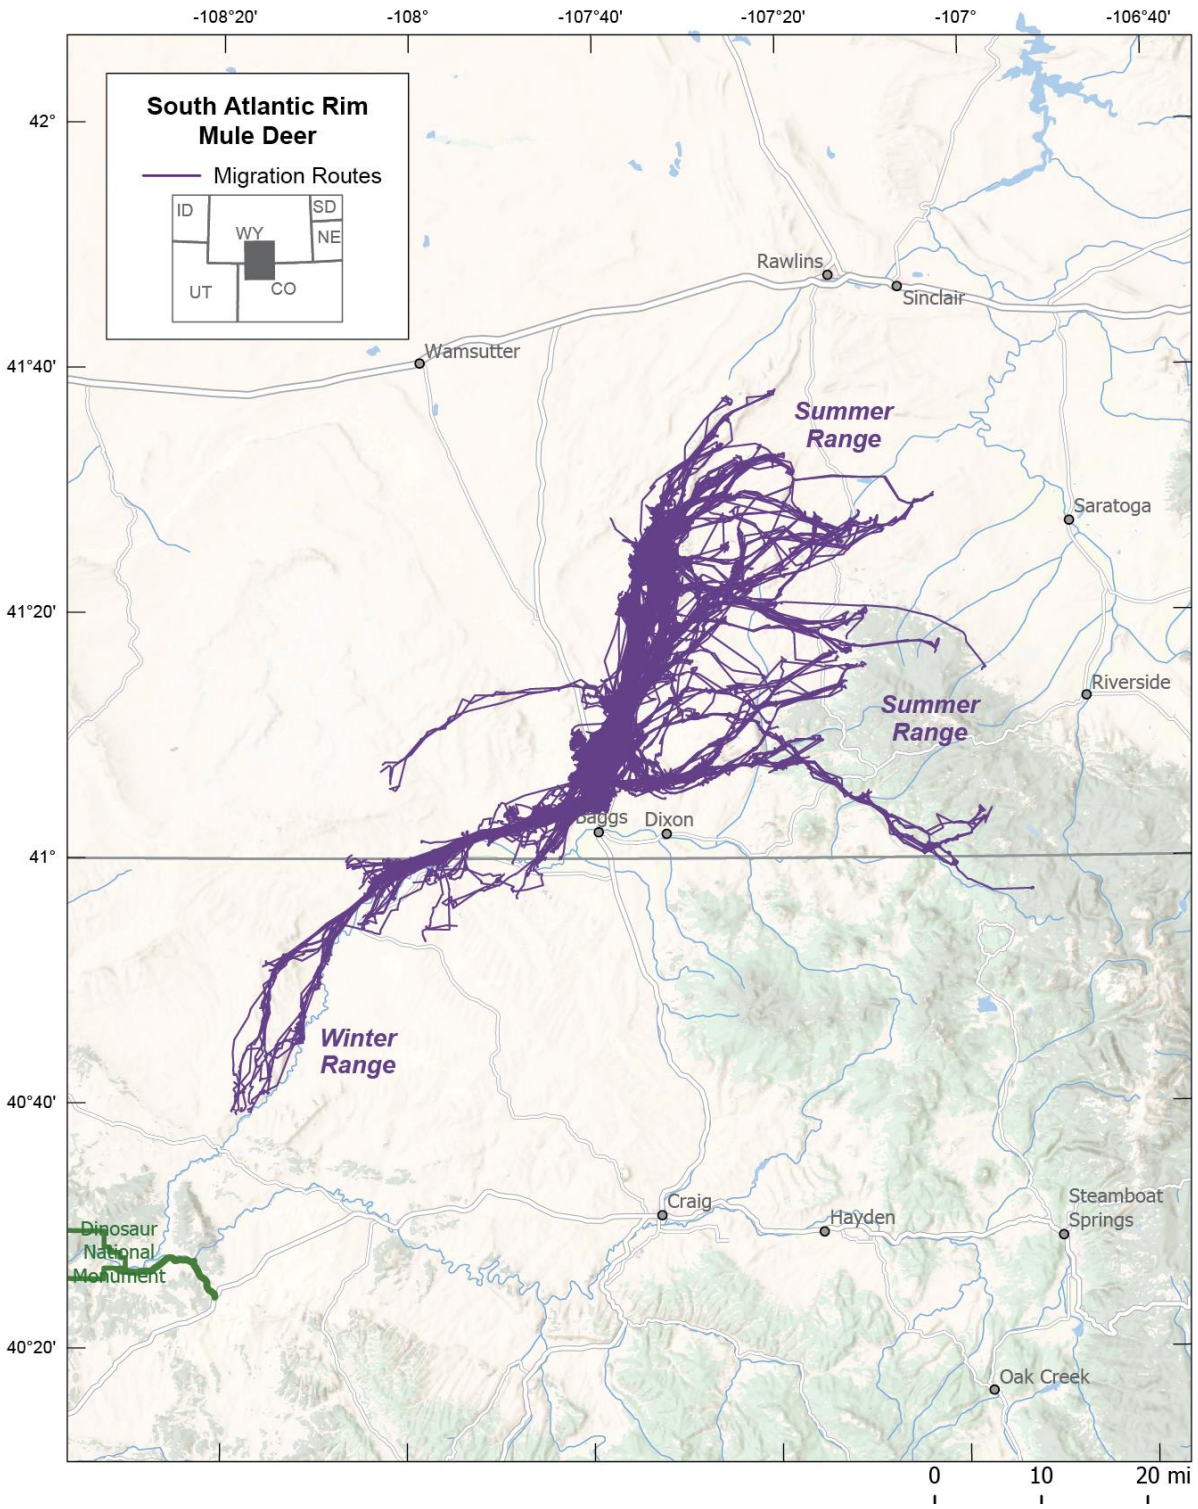 -108°20'
-108°
-107°40'
-107°20'
-107°
-106°40'
42°
South Atlantic Rim
Mule Deer
Migration Routes
ID
SD
WY
NE
UT
CO
Rawlins
Sinclair
Wamsutter
41°40'
Summer
Range
Saratoga
41°20'
Riverside
Summer
Range
Baggs
Dixon
41°
Winter
Range
40°40'
Craig
Hayden
Steamboat
Springs
Dinosaur
National
Monument
40°20'
Oak Creek
0
10
20 mi